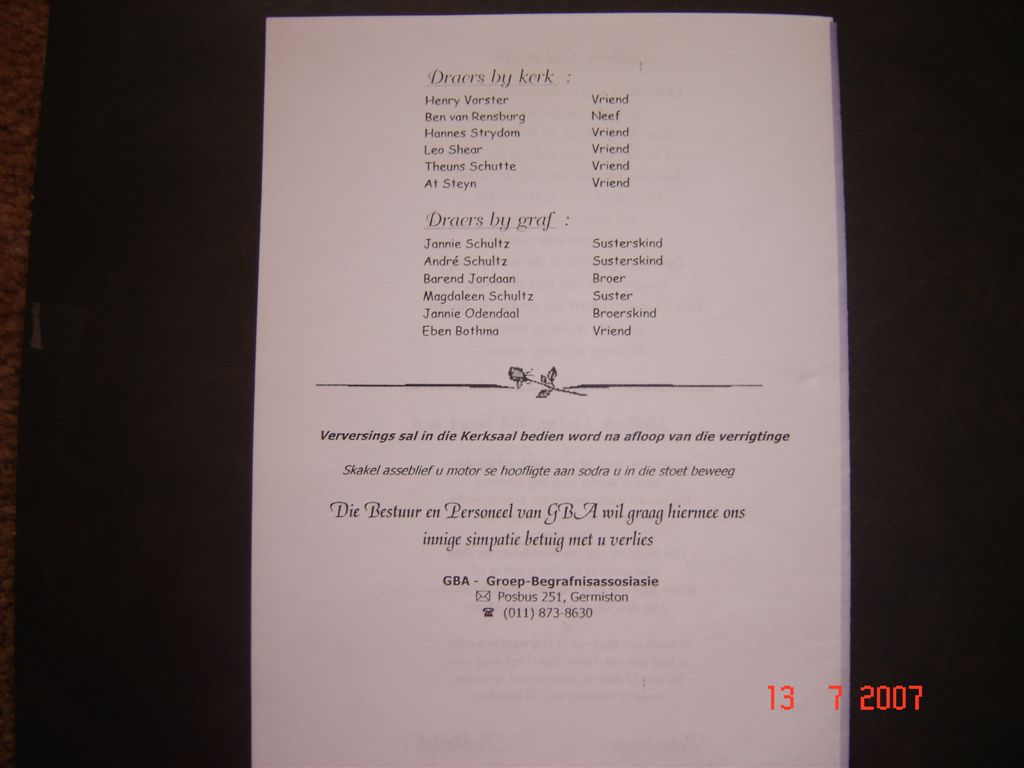 Draers by kerk :
Henry Vorster Vriend
Ben van Rensburg Neef
Hannes Strydom Vriend
Leo Shear Vriend
Theuns Schutte Vriend
At Steyn Vriend
Draers by graf :
Jannie Schultz Susterskind
André Schultz Susterskind
Barend Jordaan Broer
Magdaleen Schultz Suster
Jannie Odendaal Broerskind
Eben Bothma Vriend
Verversings sal in die Kerksaal bedien word na afloop van die verrigtinge
Skakel asseblief u motor se hoofligte aan sodra u in die stoet beweeg
Die Bestuur en Personeel van GBA wil graag hiermee ons
innige simpatie betuig met u verlies
GBA - Groep-Begrafnisassosiasie
Posbus 251, Germiston
(011) 873-8630
13 7 2007